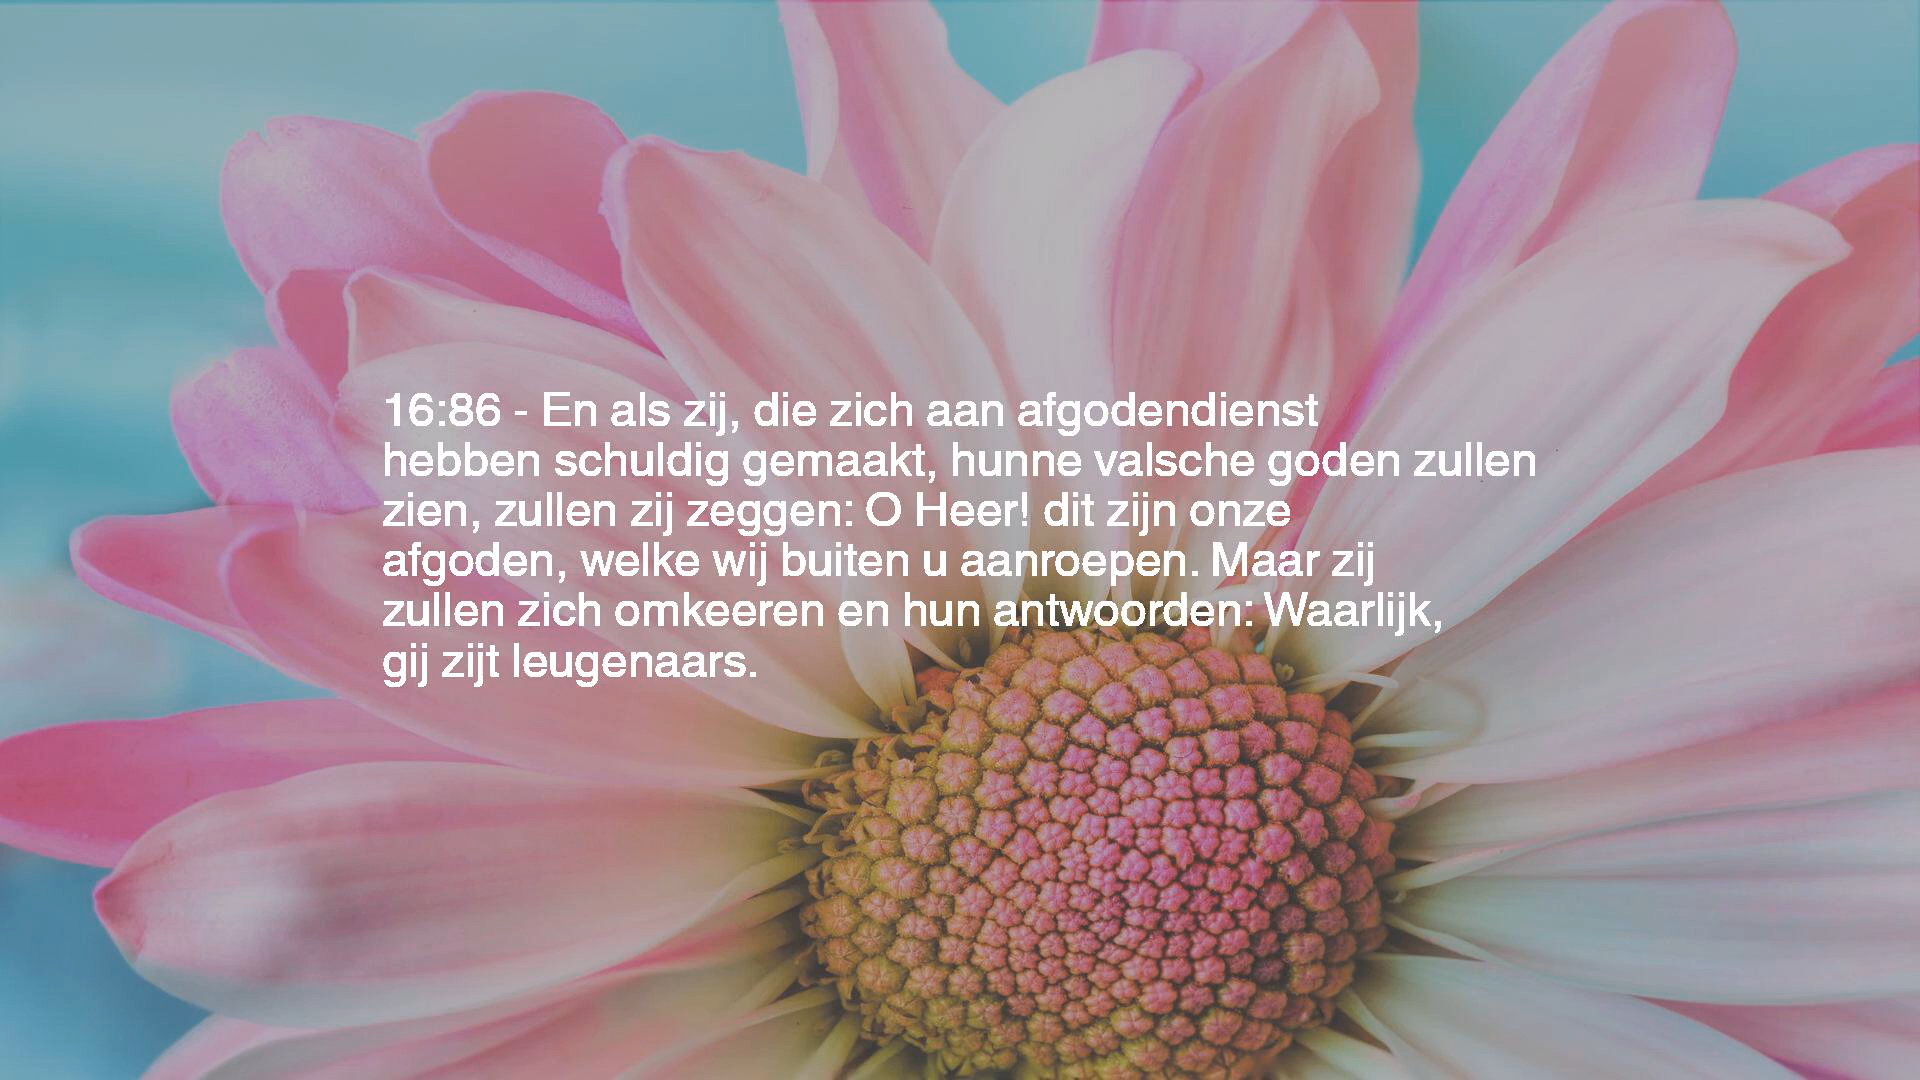 16:86 - En als zij, die zich aan afgodendienst
hebben schuldig gemaakt, hunne valsche goden zullen
zien, zullen zij zeggen: O Heer! dit zijn onze
afgoden, welke wij buiten u aanroepen. Maar zij
zullen zich omkeeren en hun antwoorden: Waarlijk,
gij zijt leugenaars.